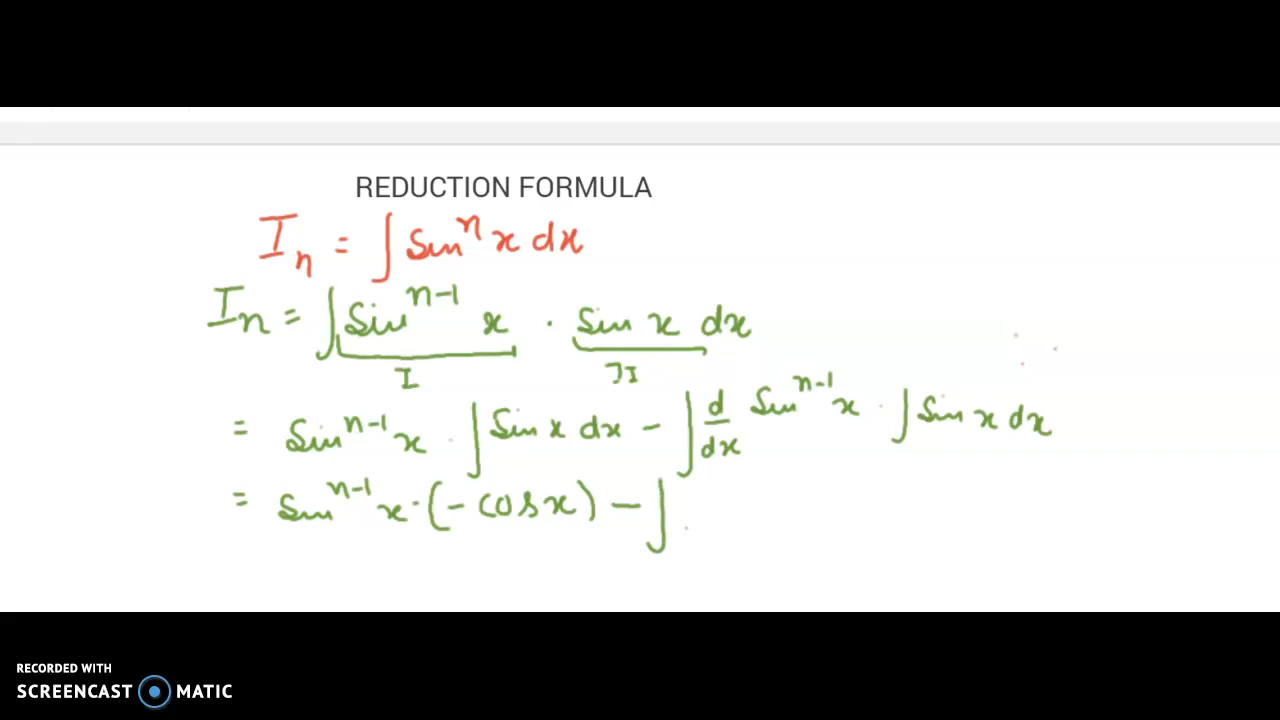 REDUCTION FORMULA
Iₙ = ∫ sinⁿ x dx
Iₙ = ∫ sinⁿ⁻¹ x · sin x dx
I II
= sinⁿ⁻¹ x · ∫ sin x dx − ∫ d/dx sinⁿ⁻¹ x · ∫ sin x dx
= sinⁿ⁻¹ x · (− cos x) − ∫
RECORDED WITH
SCREENCAST MATIC